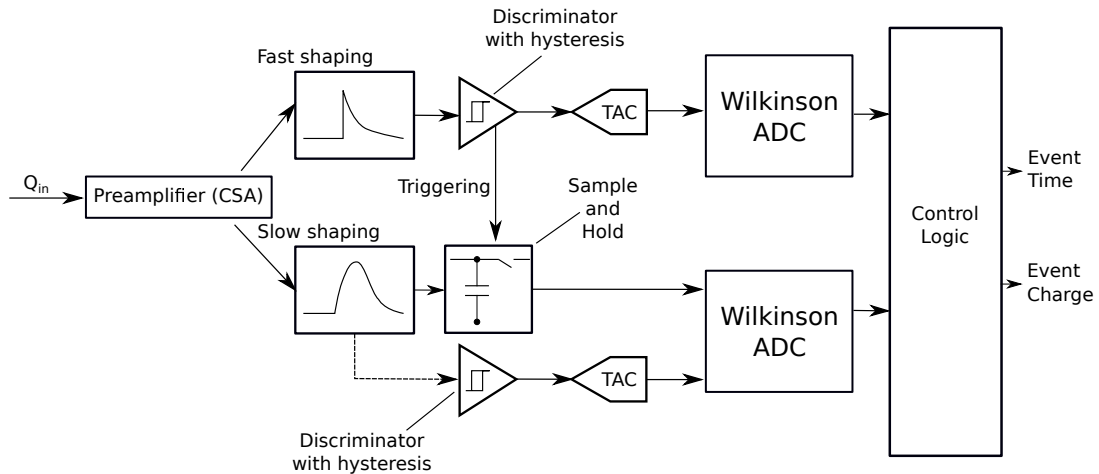 Discriminator
with hysteresis
Fast shaping
TAC
Wilkinson
ADC
Triggering
Sample
and
Hold
Q_in
Preamplifier (CSA)
Slow shaping
Wilkinson
ADC
TAC
Discriminator
with hysteresis
Control
Logic
Event
Time
Event
Charge